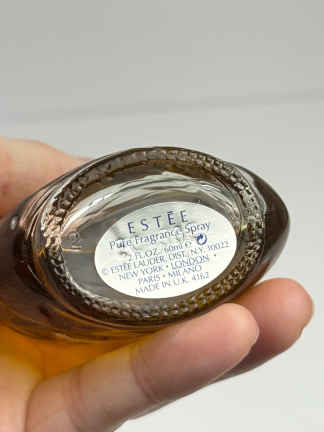 ESTĒE
Pure Fragrance Spray
2 FL.OZ. 60ml ℮
© ESTĒE LAUDER, DIST., N.Y., N.Y. 10022
NEW YORK • LONDON •
PARIS • MILANO
MADE IN U.K. 4162